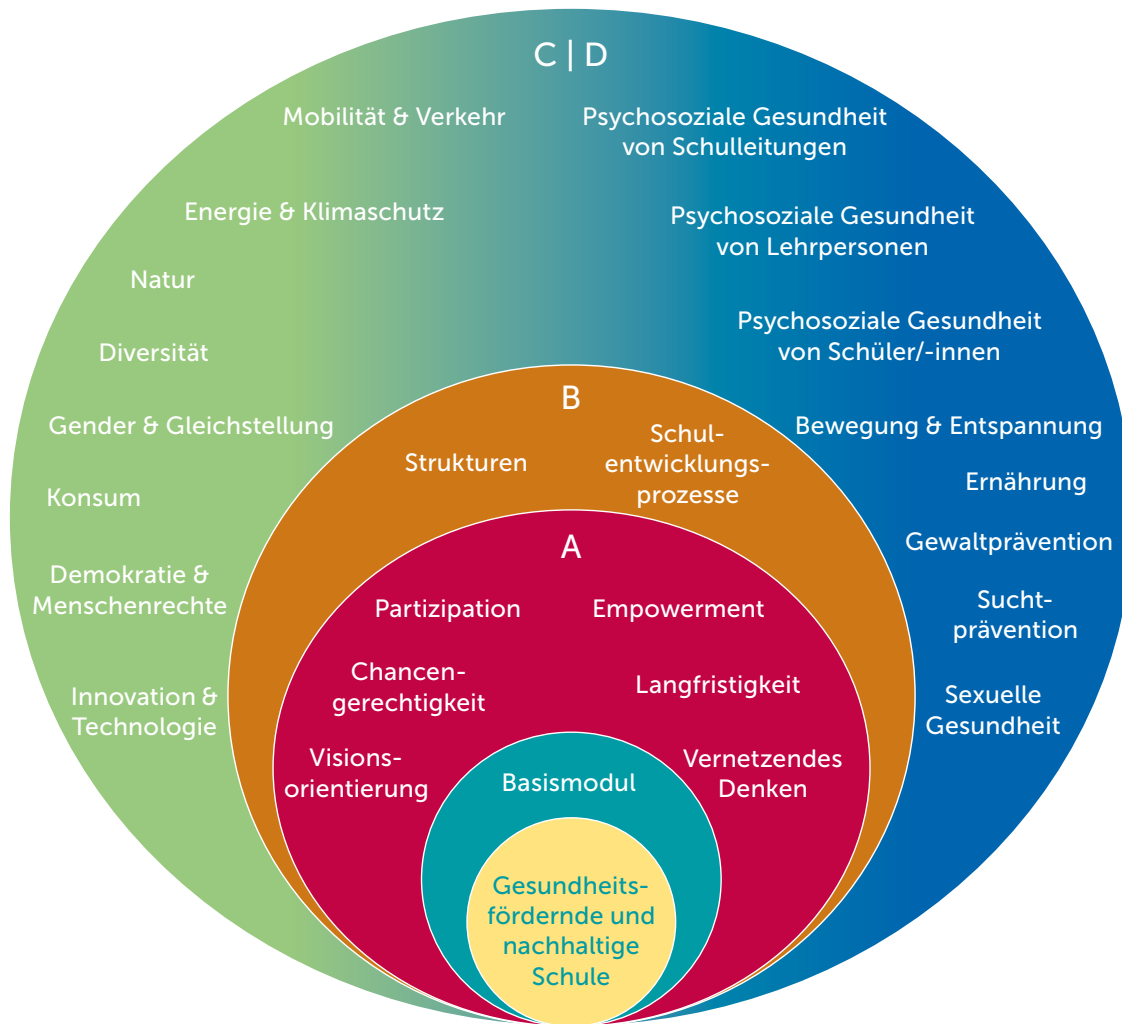 C | D
Mobilität & Verkehr
Energie & Klimaschutz
Natur
Diversität
Gender & Gleichstellung
Konsum
Demokratie &
Menschenrechte
Innovation &
Technologie
Psychosoziale Gesundheit
von Schulleitungen
Psychosoziale Gesundheit
von Lehrpersonen
Psychosoziale Gesundheit
von Schüler/-innen
Bewegung & Entspannung
Ernährung
Gewaltprävention
Sucht-
prävention
Sexuelle
Gesundheit
B
Strukturen
Schul-
entwicklungs-
prozesse
A
Partizipation
Empowerment
Chancen-
gerechtigkeit
Langfristigkeit
Visions-
orientierung
Vernetzendes
Denken
Basismodul
Gesundheits-
fördernde und
nachhaltige
Schule